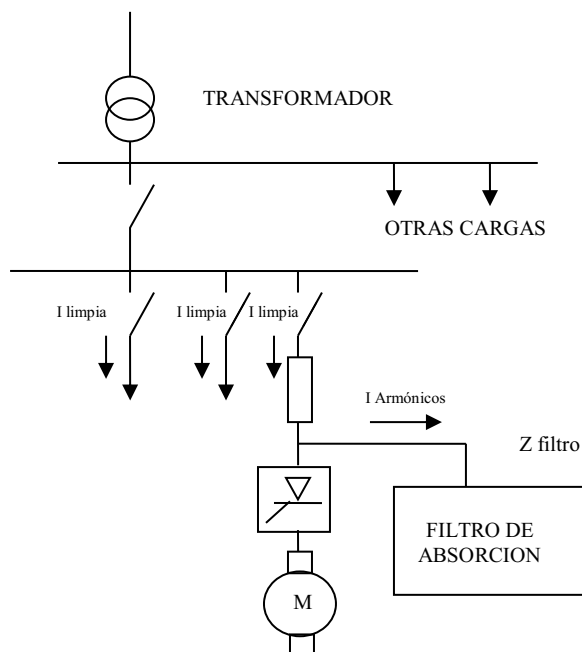 TRANSFORMADOR
OTRAS CARGAS
I limpia
I limpia
I limpia
I Armónicos
Z filtro
FILTRO DE
ABSORCION
M